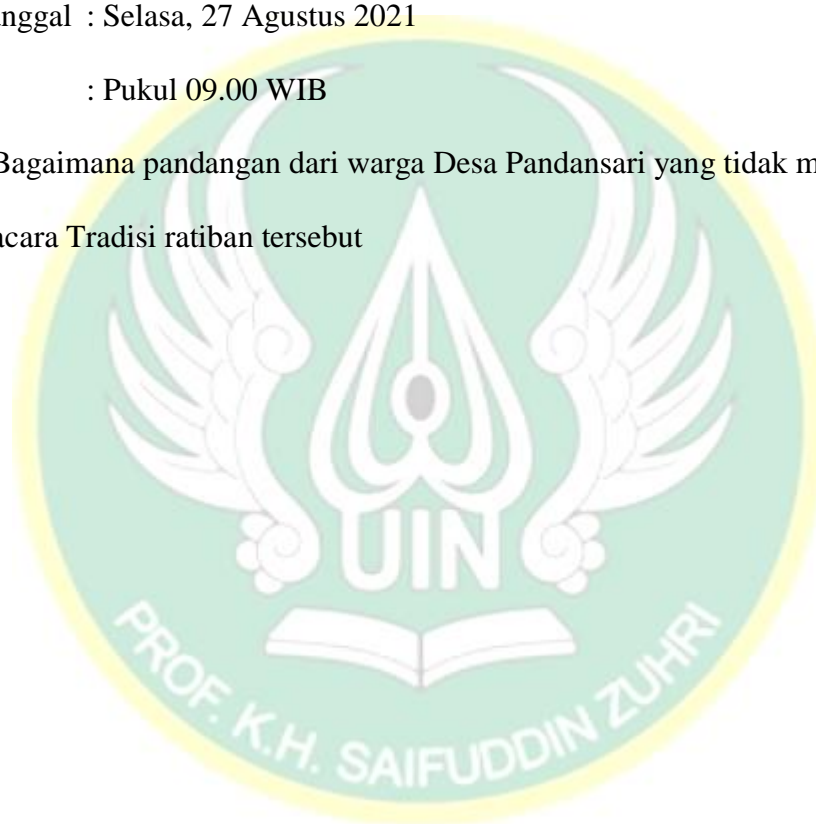 nggal : Selasa, 27 Agustus 2021
: Pukul 09.00 WIB
Bagaimana pandangan dari warga Desa Pandansari yang tidak m
acara Tradisi ratiban tersebut
UIN
PROF. K.H. SAIFUDDIN ZUHRI